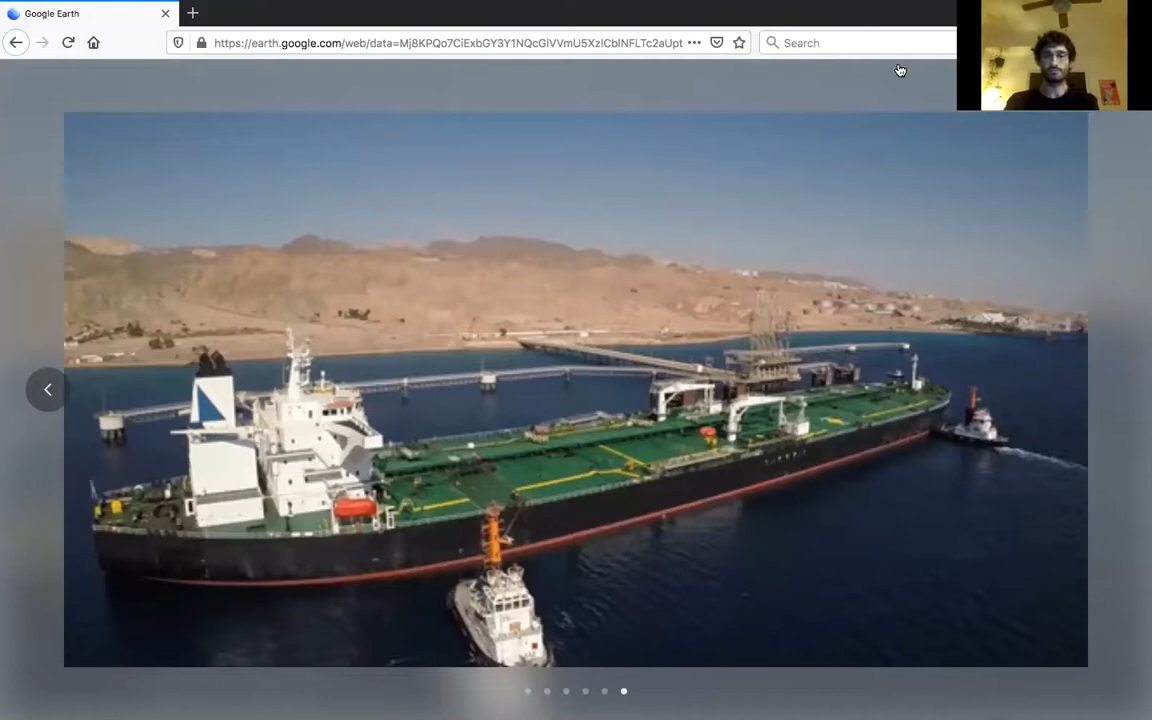 Google Earth
https://earth.google.com/web/data=Mj8KPQo7CiExbGY3Y1NQcGlVVmU5XzlCblNFLTc2aUpt
Search